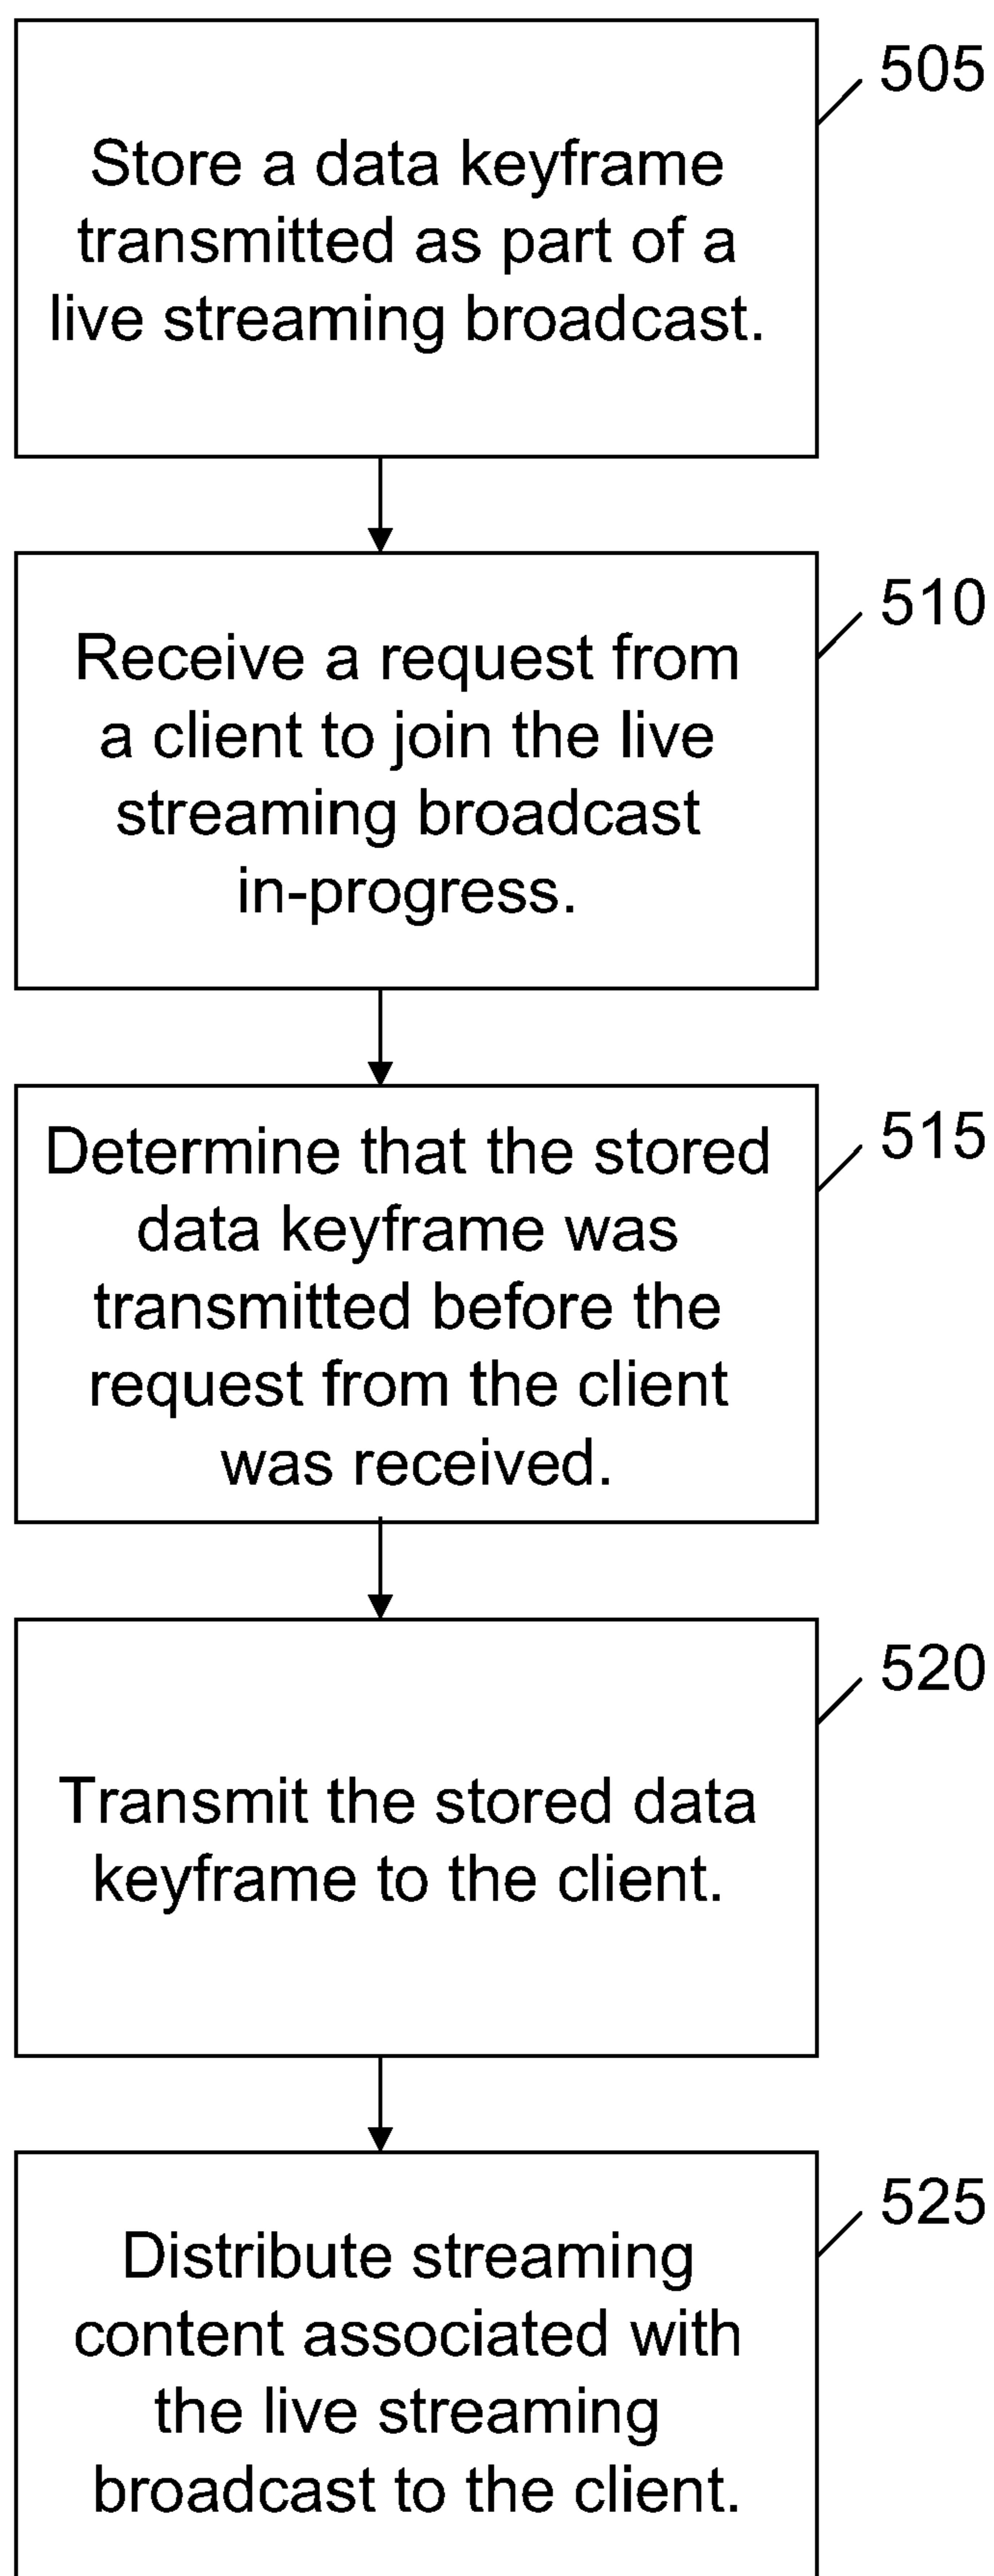 505
Store a data keyframe
transmitted as part of a
live streaming broadcast.
510
Receive a request from
a client to join the live
streaming broadcast
in-progress.
515
Determine that the stored
data keyframe was
transmitted before the
request from the client
was received.
520
Transmit the stored data
keyframe to the client.
525
Distribute streaming
content associated with
the live streaming
broadcast to the client.